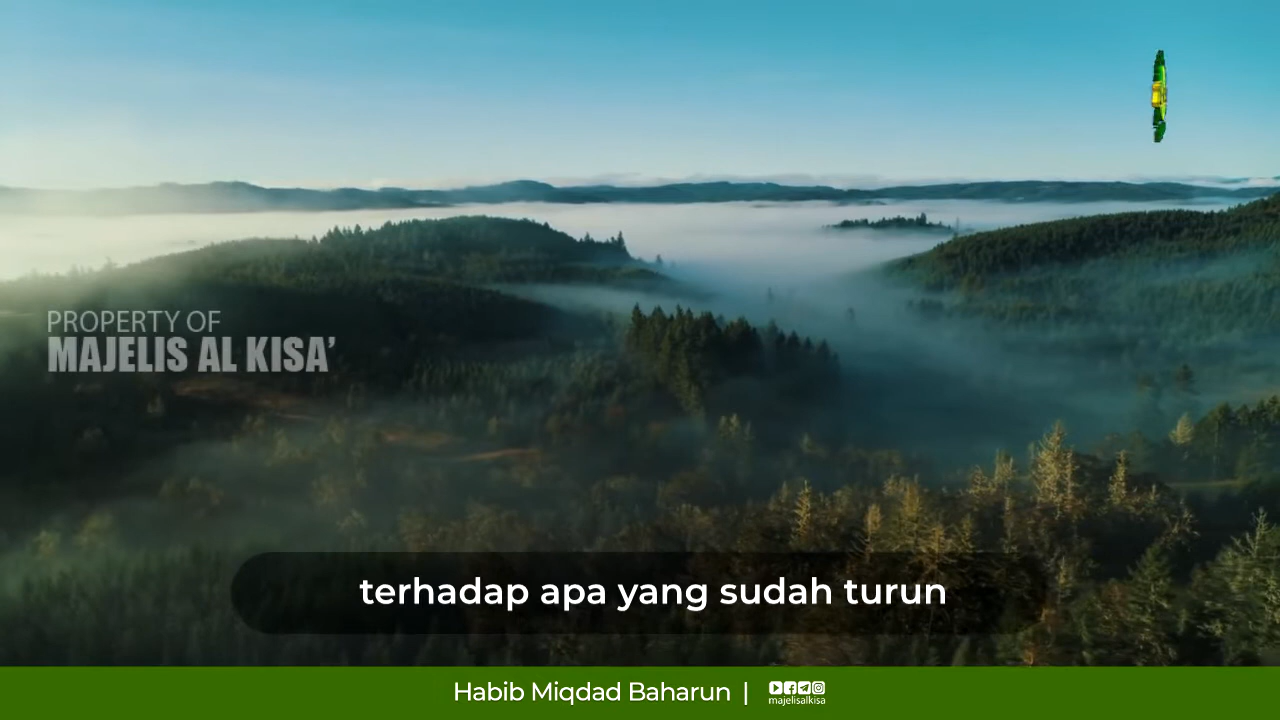 PROPERTY OF
MAJELIS AL KISA’
terhadap apa yang sudah turun
Habib Miqdad Baharun |
majelisalkisa